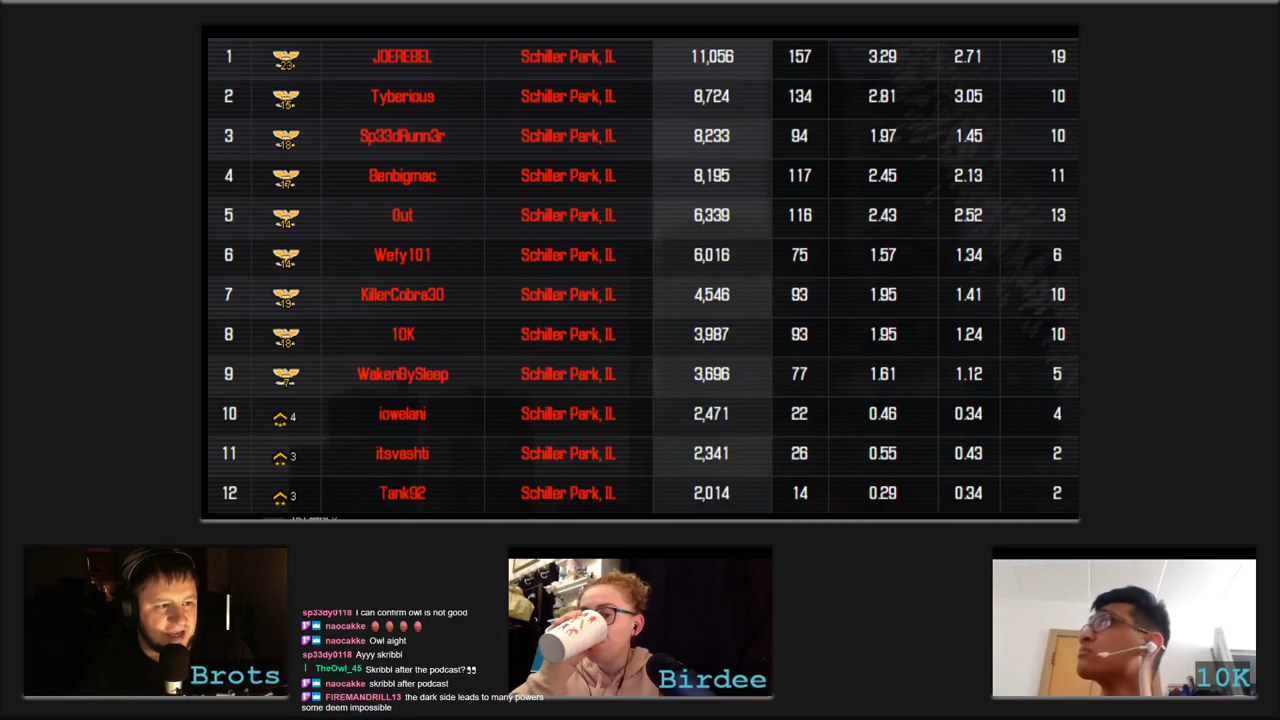 1 23 JOEREBEL Schiller Park, IL 11,056 157 3.29 2.71 19
2 15 Tyberious Schiller Park, IL 8,724 134 2.81 3.05 10
3 18 Sp33dRunn3r Schiller Park, IL 8,233 94 1.97 1.45 10
4 17 Benbigmac Schiller Park, IL 8,195 117 2.45 2.13 11
5 14 0ut Schiller Park, IL 6,339 116 2.43 2.52 13
6 14 Wefy101 Schiller Park, IL 6,016 75 1.57 1.34 6
7 19 KillerCobra30 Schiller Park, IL 4,546 93 1.95 1.41 10
8 18 10K Schiller Park, IL 3,987 93 1.95 1.24 10
9 7 WakenBySleep Schiller Park, IL 3,696 77 1.61 1.12 5
10 4 iowelani Schiller Park, IL 2,471 22 0.46 0.34 4
11 3 itsvashti Schiller Park, IL 2,341 26 0.55 0.43 2
12 3 Tank92 Schiller Park, IL 2,014 14 0.29 0.34 2
sp33dy0118 I can confirm owl is not good
naocakke
naocakke Owl aight
sp33dy0118 Ayyy skribbl
TheOwl_45 Skribbl after the podcast?
naocakke skribbl after podcast
FIREMANDRILL13 the dark side leads to many powers
some deem impossible
Brots
Birdee
10K